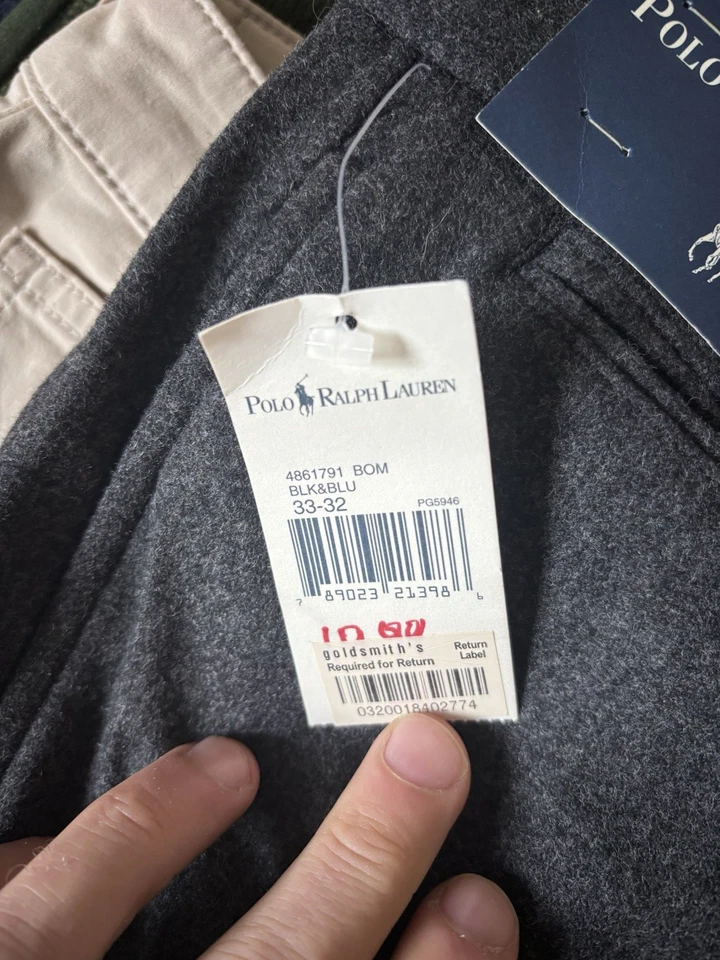 POLO
POLO RALPH LAUREN
4861791 BOM
BLK&BLU
33-32 PG5946
7 89023 21398 6
goldsmith's Return
Required for Return Label
0320018402774